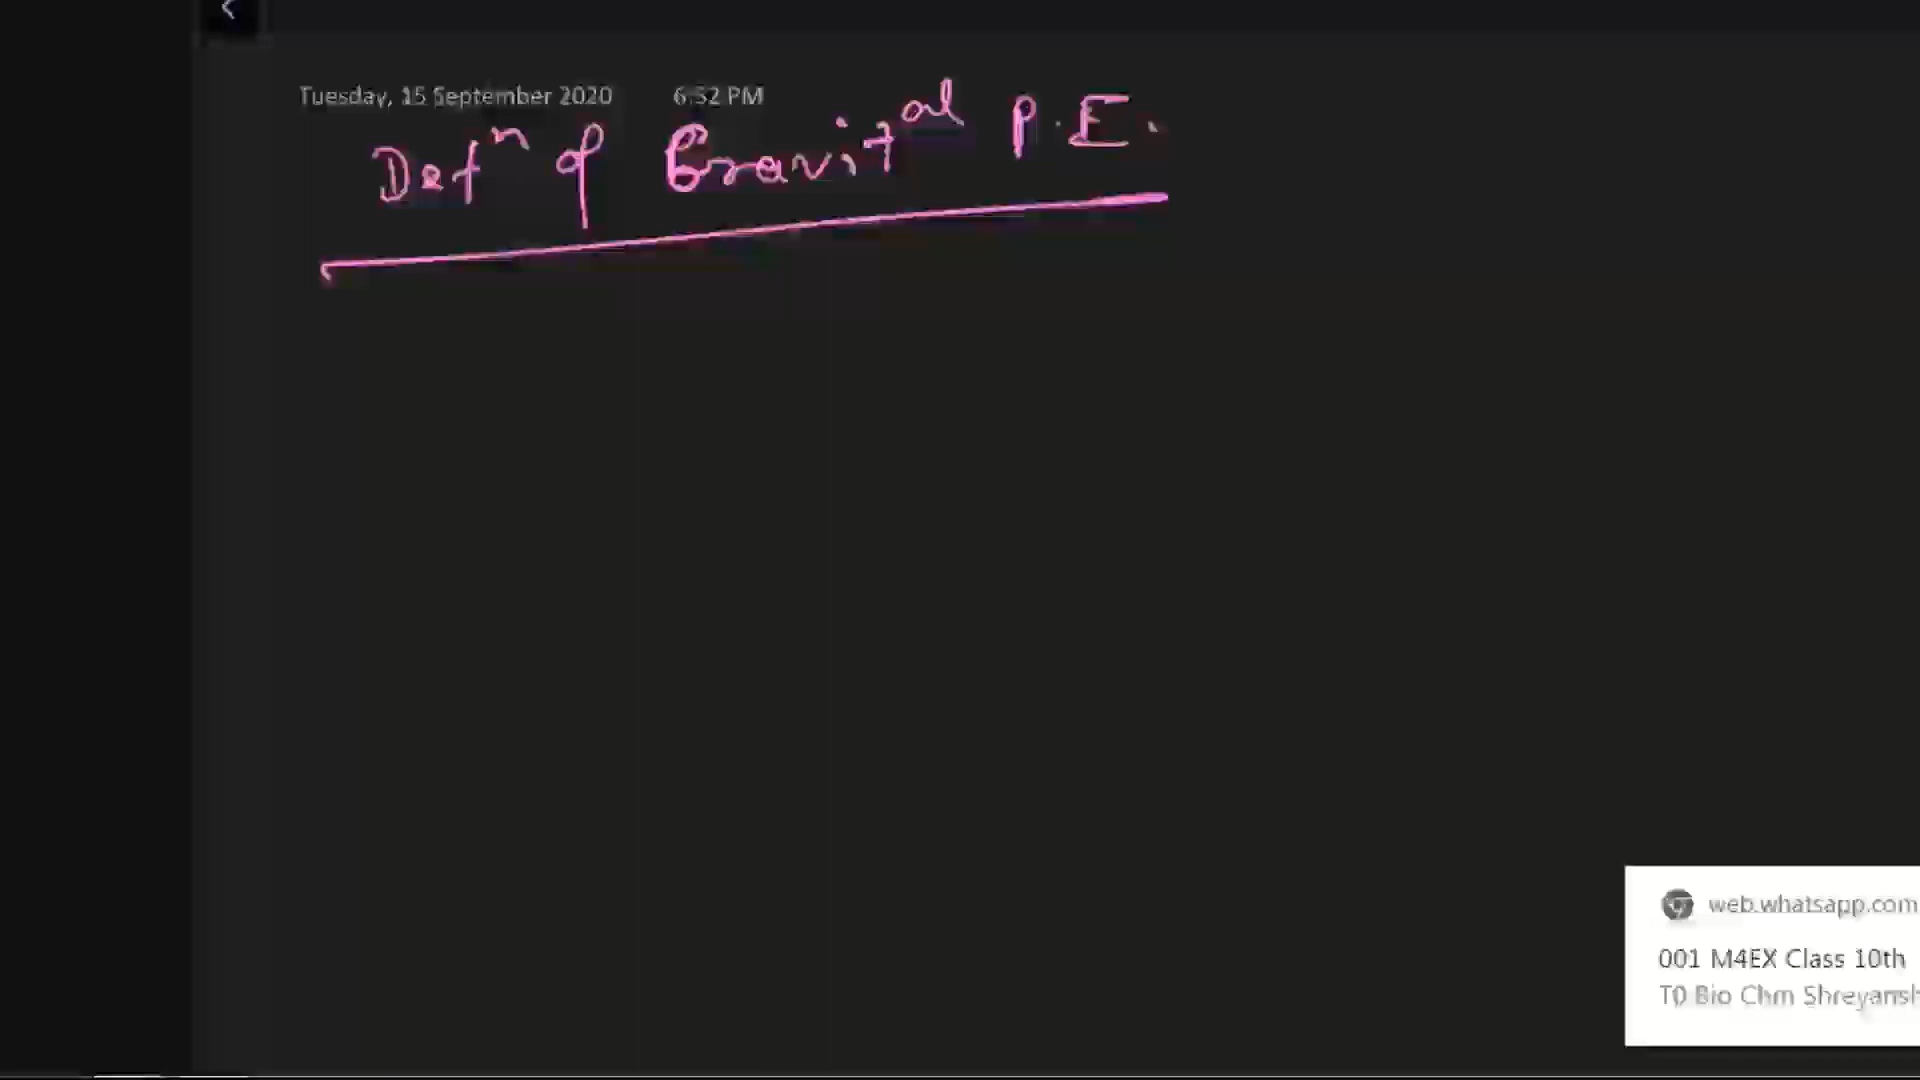 Tuesday, 15 September 2020 6:52 PM
Defⁿ of Gravitᵃˡ P.E.
web.whatsapp.com
001 M4EX Class 10th
T0 Bio Chm Shreyansh